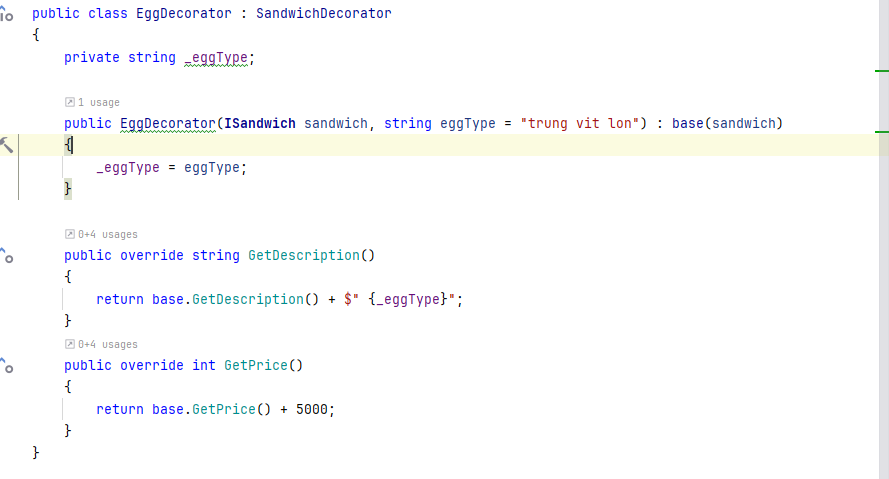 public class EggDecorator : SandwichDecorator
{
    private string _eggType;
    1 usage
    public EggDecorator(ISandwich sandwich, string eggType = "trung vit lon") : base(sandwich)
    {
        _eggType = eggType;
    }
    0+4 usages
    public override string GetDescription()
    {
        return base.GetDescription() + $" {_eggType}";
    }
    0+4 usages
    public override int GetPrice()
    {
        return base.GetPrice() + 5000;
    }
}